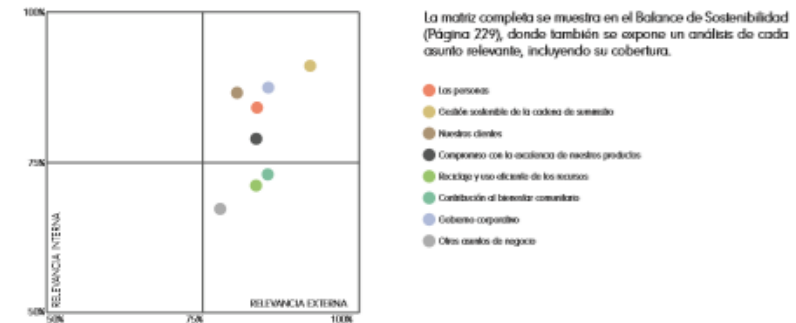 100%
75%
50%
RELEVANCIA INTERNA
RELEVANCIA EXTERNA
50%
75%
100%
La matriz completa se muestra en el Balance de Sostenibilidad
(Página 229), donde también se expone un análisis de cada
asunto relevante, incluyendo su cobertura.
Las personas
Gestión sostenible de la cadena de suministro
Nuestros clientes
Compromiso con la excelencia de nuestros productos
Reciclaje y uso eficiente de los recursos
Contribución al bienestar comunitario
Gobierno corporativo
Otros asuntos de negocio